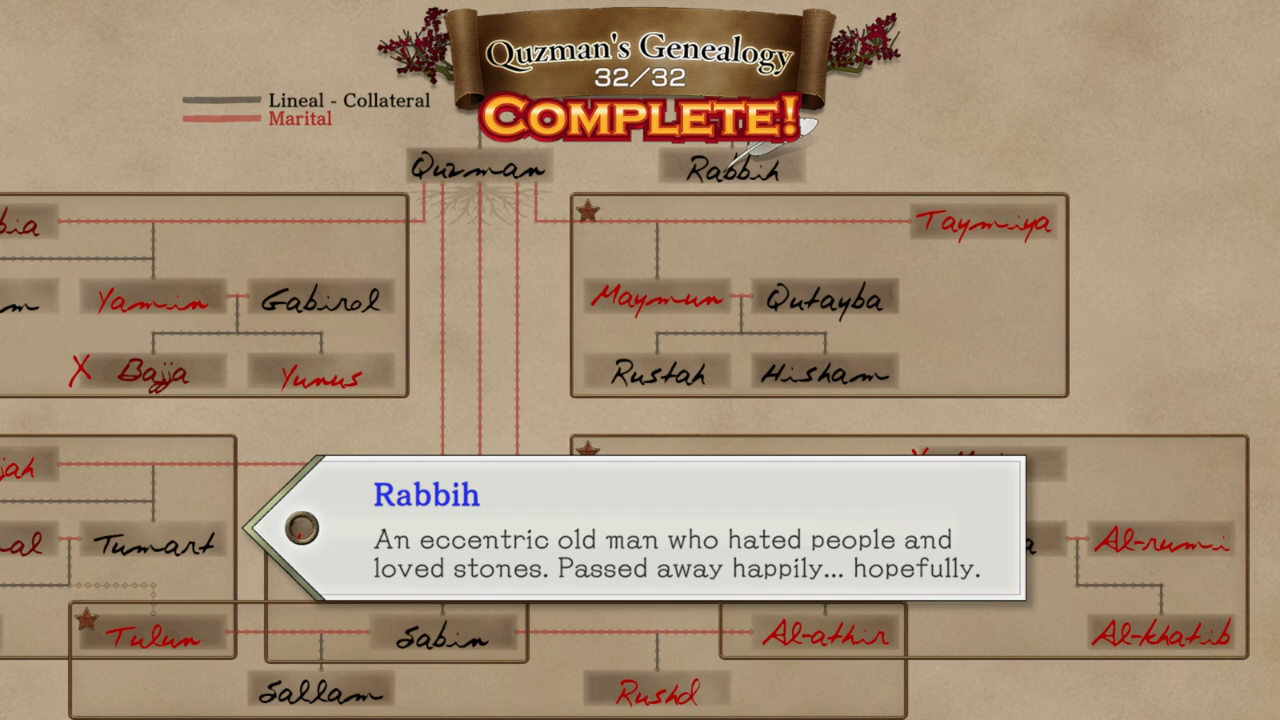 Quzman's Genealogy
32/32
COMPLETE!
Lineal - Collateral
Marital
Quzman
Rabbih
Taymiya
Yamin
Gabirol
Maymun
Qutayba
X Bajja
Yunus
Rustah
Hisham
Rabbih
An eccentric old man who hated people and
loved stones. Passed away happily... hopefully.
Tumart
Al-rumi
Tulun
Sabin
Al-athir
Al-khatib
Sallam
Rushd